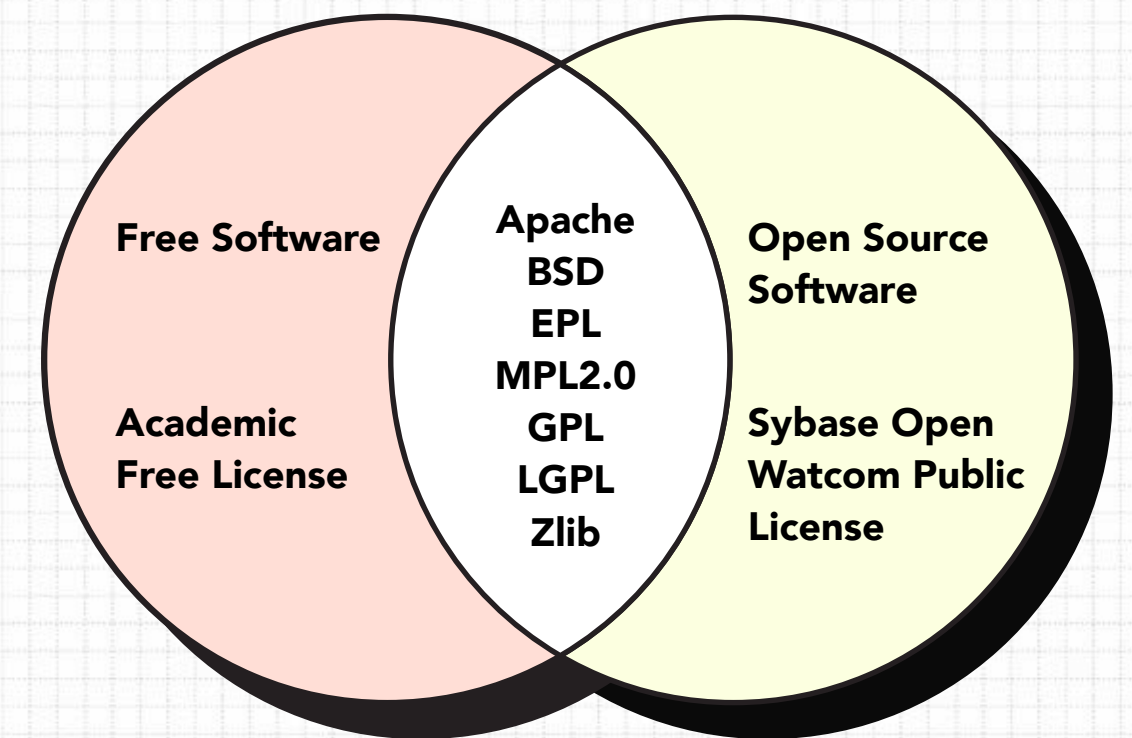 Free Software
Academic
Free License
Apache
BSD
EPL
MPL2.0
GPL
LGPL
Zlib
Open Source
Software
Sybase Open
Watcom Public
License